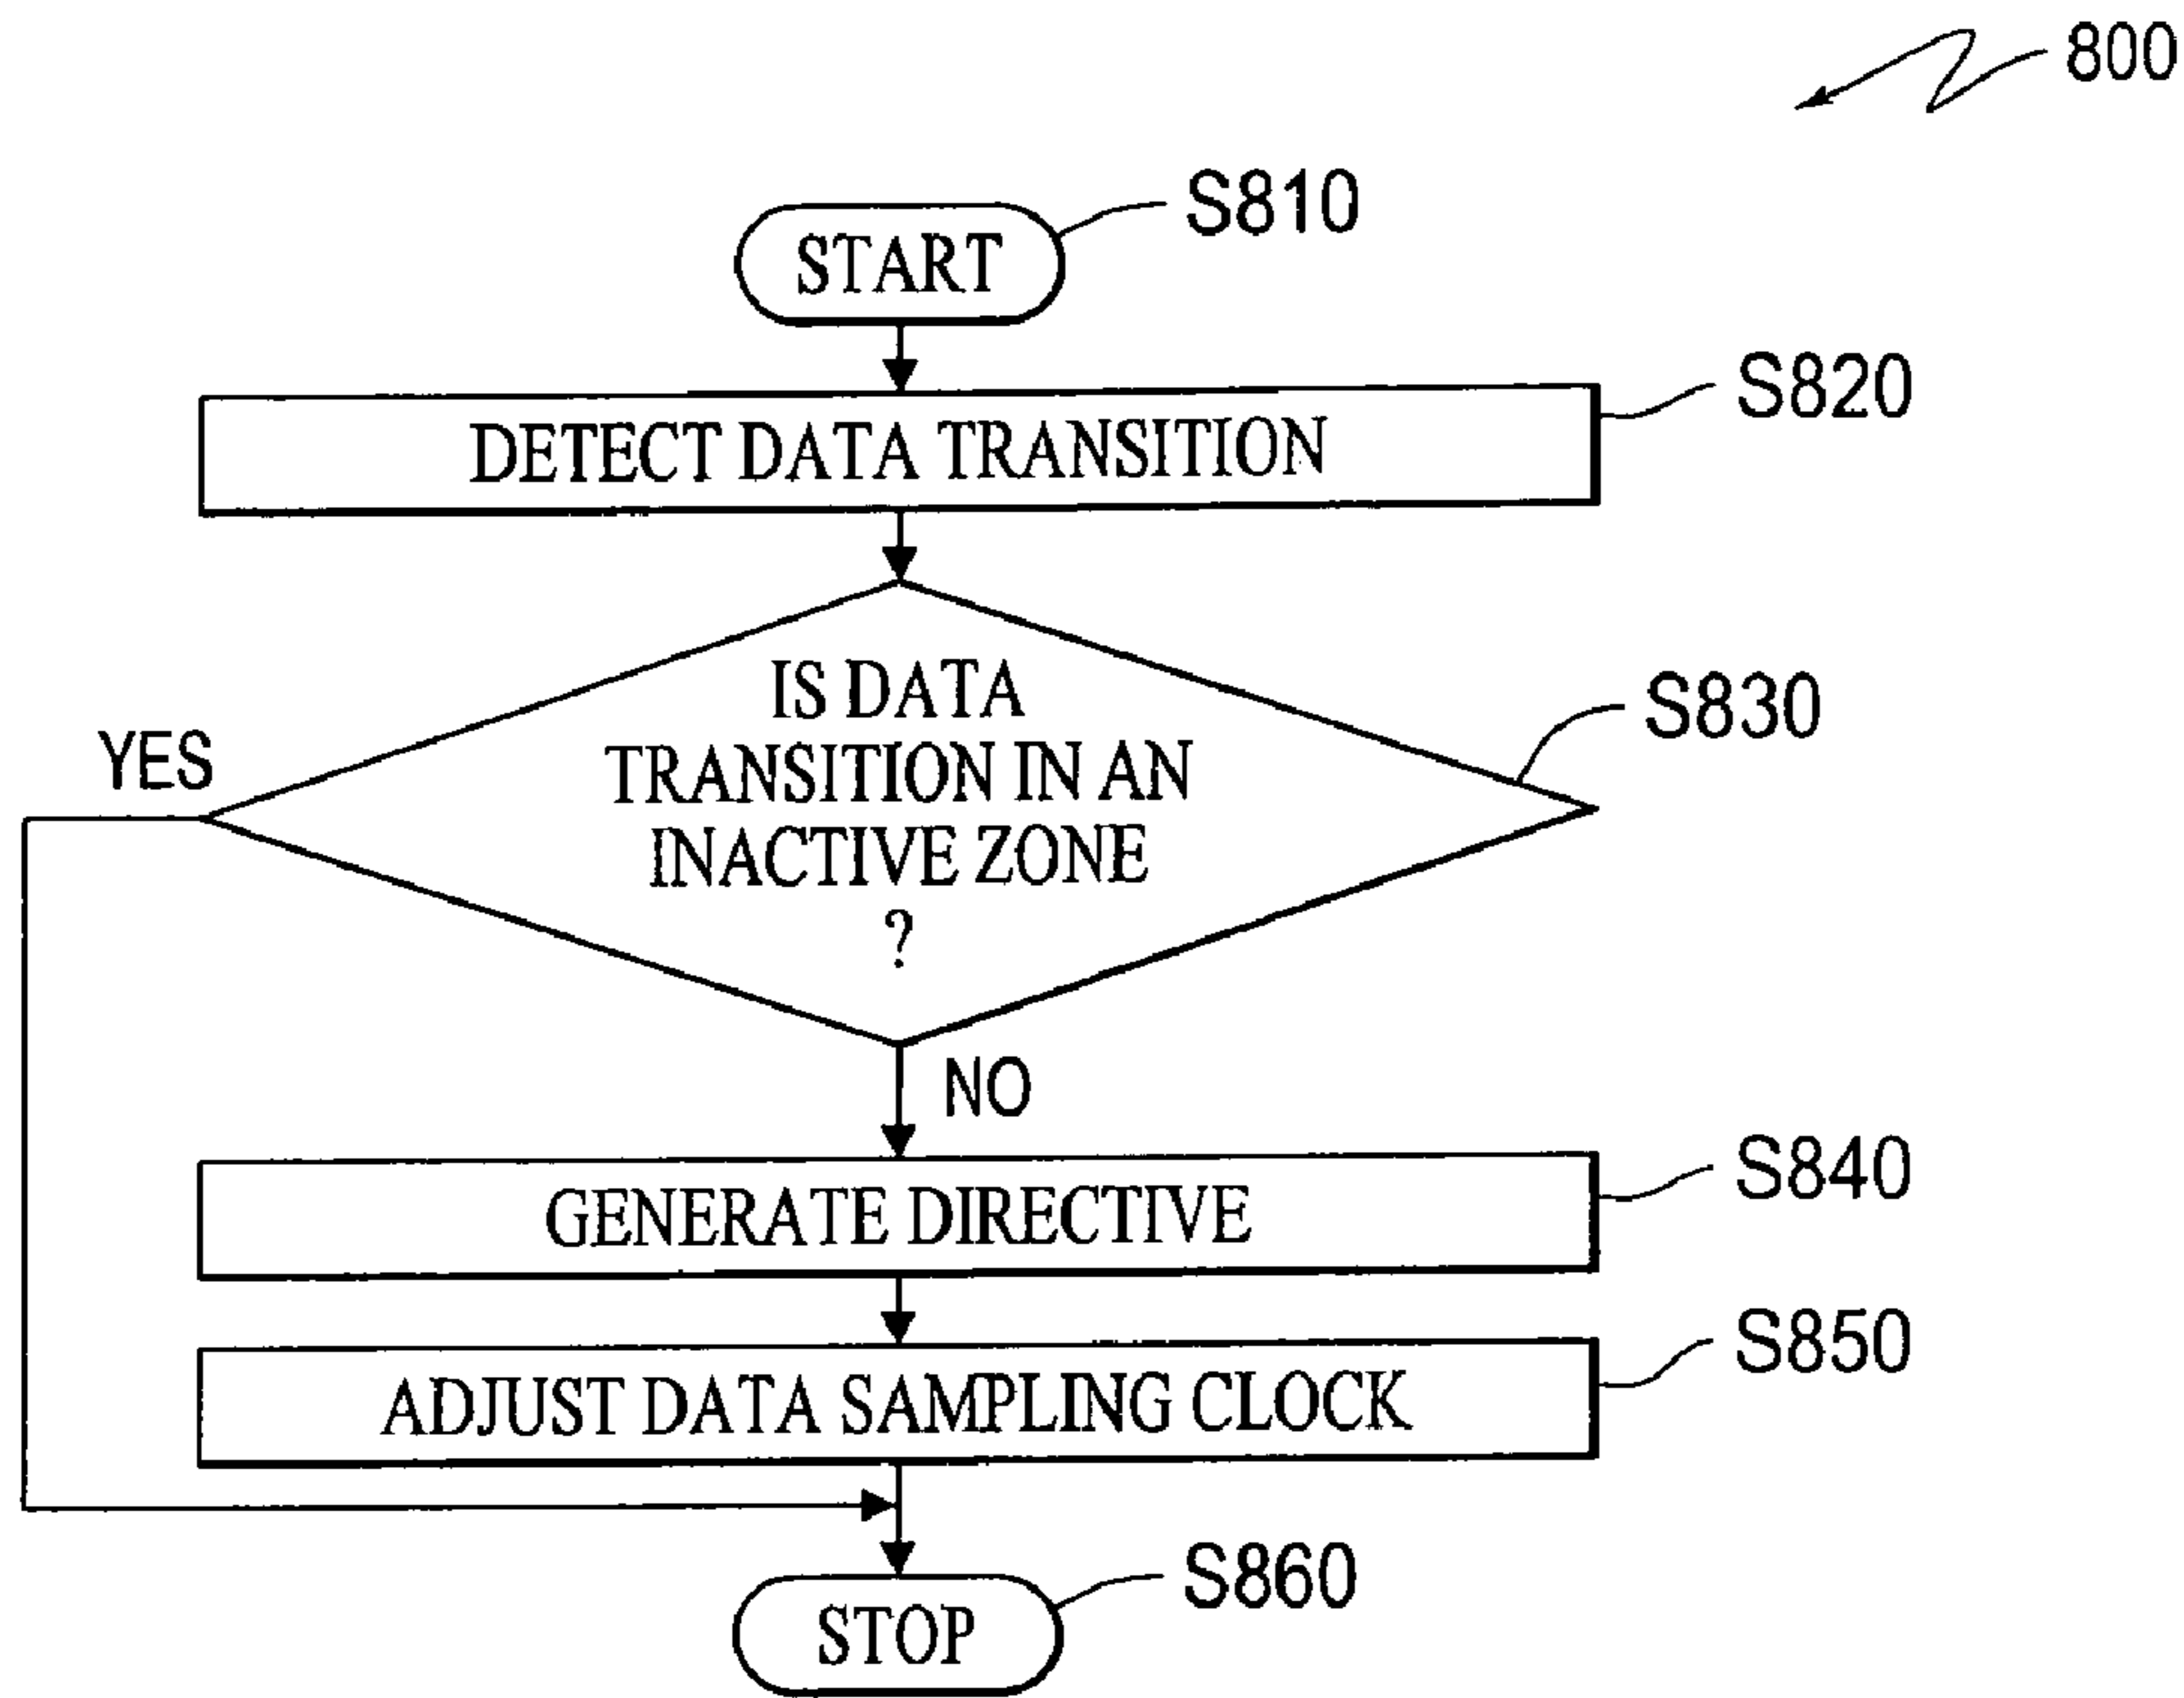 800
START
S810
DETECT DATA TRANSITION
S820
IS DATA
TRANSITION IN AN
INACTIVE ZONE
?
S830
YES
NO
GENERATE DIRECTIVE
S840
ADJUST DATA SAMPLING CLOCK
S850
STOP
S860